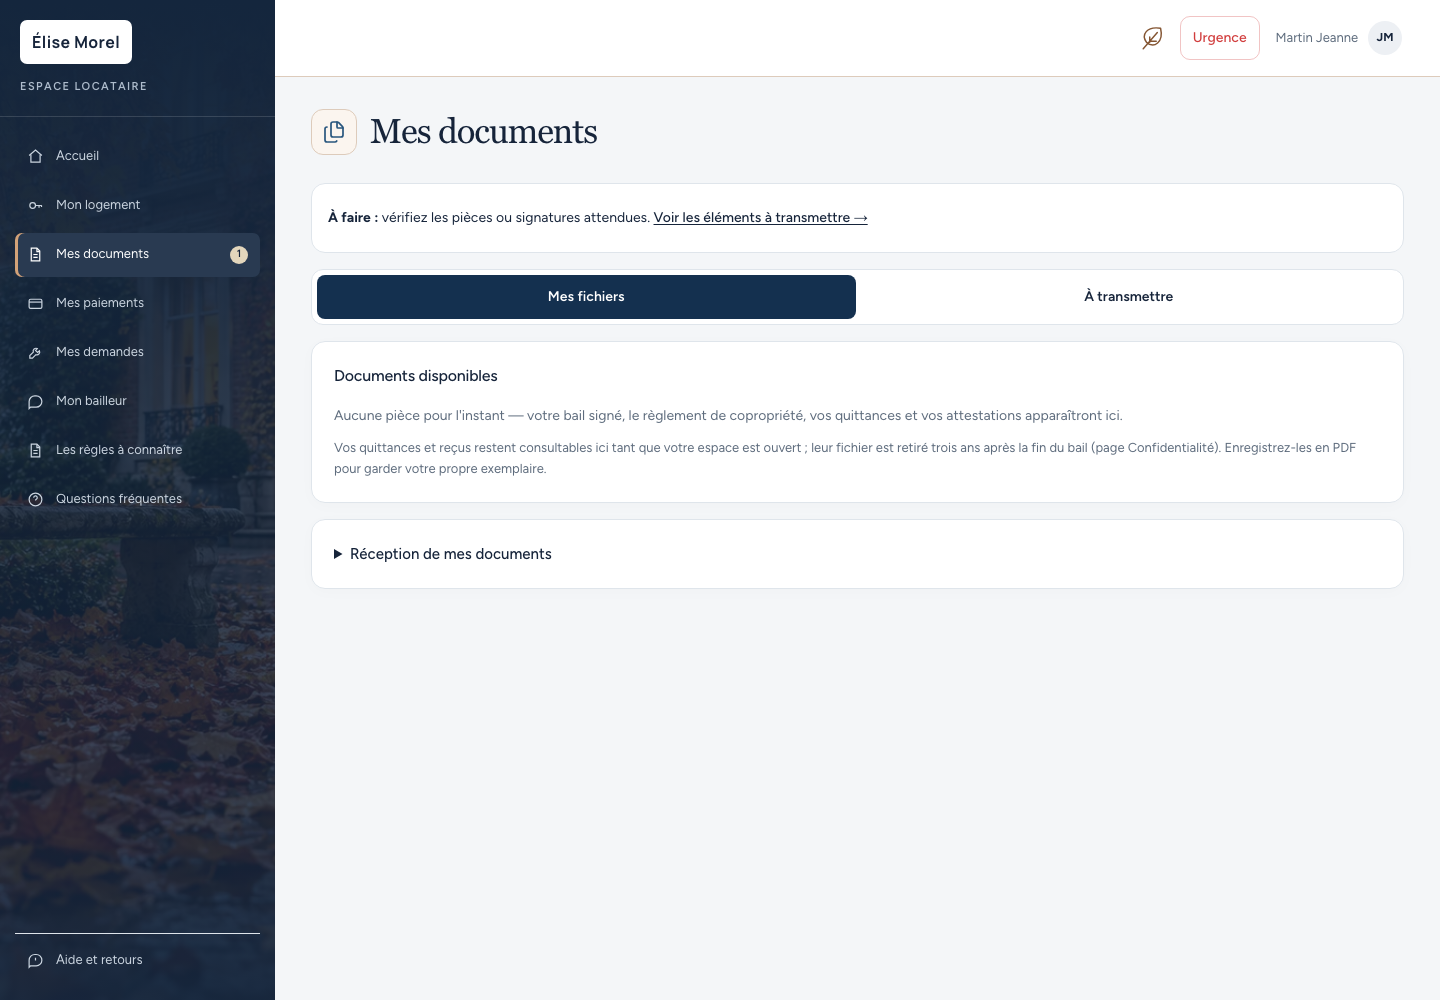 Élise Morel
ESPACE LOCATAIRE
Accueil
Mon logement
Mes documents
1
Mes paiements
Mes demandes
Mon bailleur
Les règles à connaître
Questions fréquentes
Aide et retours
Urgence
Martin Jeanne
JM
Mes documents
À faire : vérifiez les pièces ou signatures attendues. Voir les éléments à transmettre →
Mes fichiers
À transmettre
Documents disponibles
Aucune pièce pour l'instant — votre bail signé, le règlement de copropriété, vos quittances et vos attestations apparaîtront ici.
Vos quittances et reçus restent consultables ici tant que votre espace est ouvert ; leur fichier est retiré trois ans après la fin du bail (page Confidentialité). Enregistrez-les en PDF
pour garder votre propre exemplaire.
Réception de mes documents